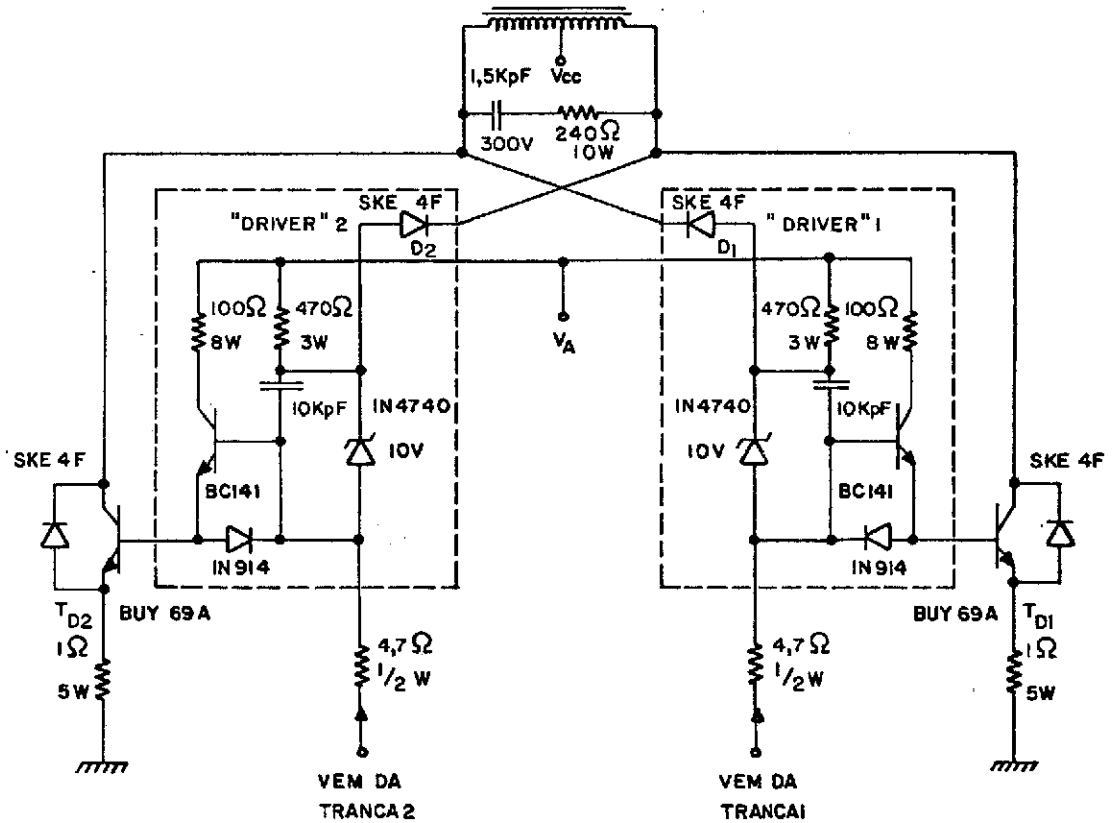 1,5KpF
Vcc
300V
240Ω
10W
SKE 4F
"DRIVER" 2
D2
SKE 4F
"DRIVER" 1
D1
100Ω
8W
470Ω
3W
VA
470Ω
3W
100Ω
8W
10KpF
IN4740
10V
BC141
IN914
IN4740
10V
10KpF
BC141
IN914
SKE 4F
TD2
BUY 69A
1Ω
5W
SKE 4F
BUY 69A
TD1
1Ω
5W
4,7Ω
1/2 W
4,7Ω
1/2 W
VEM DA
TRANCA 2
VEM DA
TRANCA1